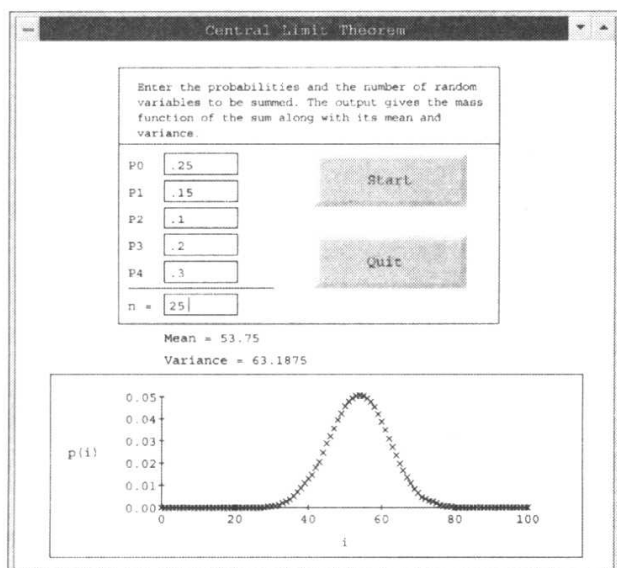 Central Limit Theorem
Enter the probabilities and the number of random
variables to be summed. The output gives the mass
function of the sum along with its mean and
variance.
P0 .25
P1 .15
P2 .1
P3 .2
P4 .3
n = 25
Start
Quit
Mean = 53.75
Variance = 63.1875
0.05
0.04
0.03
0.02
0.01
0.00
p(i)
0 20 40 60 80 100
i